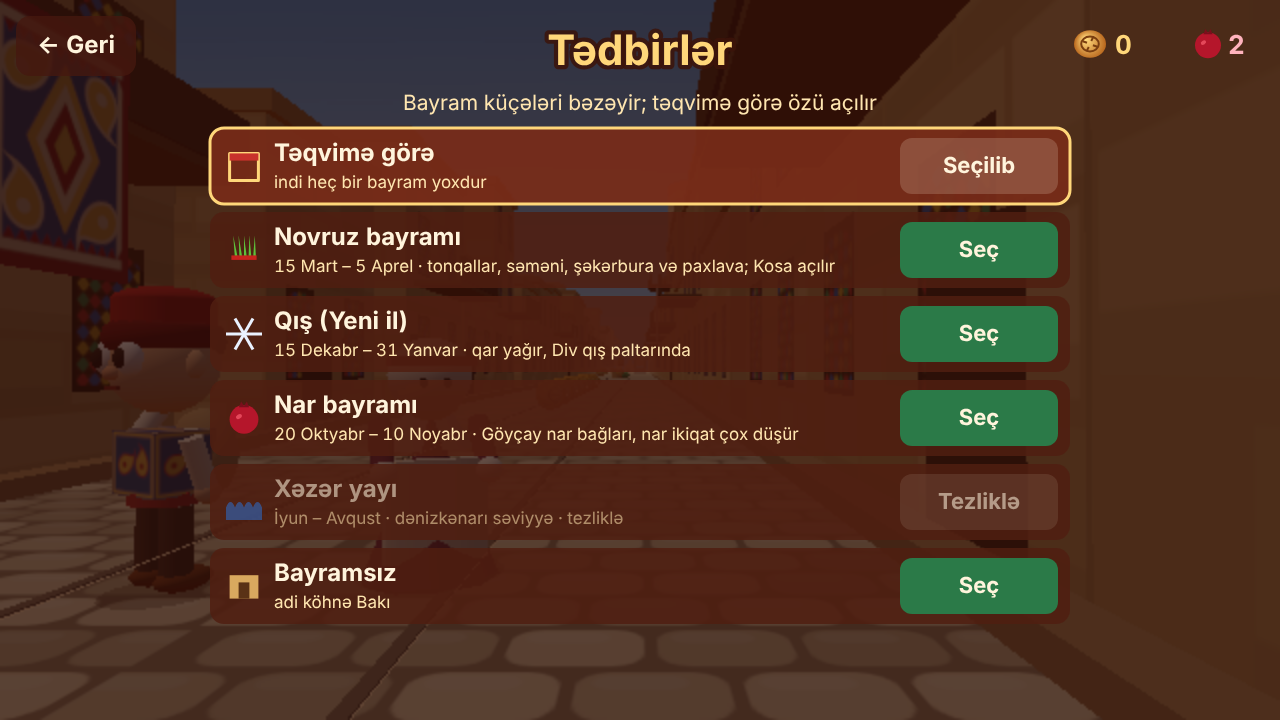 ← Geri
Tədbirlər
0
2
Bayram küçələri bəzəyir; təqvimə görə özü açılır
Təqvimə görə
indi heç bir bayram yoxdur
Seçilib
Novruz bayramı
15 Mart – 5 Aprel · tonqallar, səməni, şəkərbura və paxlava; Kosa açılır
Seç
Qış (Yeni il)
15 Dekabr – 31 Yanvar · qar yağır, Div qış paltarında
Seç
Nar bayramı
20 Oktyabr – 10 Noyabr · Göyçay nar bağları, nar ikiqat çox düşür
Seç
Xəzər yayı
İyun – Avqust · dənizkənarı səviyyə · tezliklə
Tezliklə
Bayramsız
adi köhnə Bakı
Seç